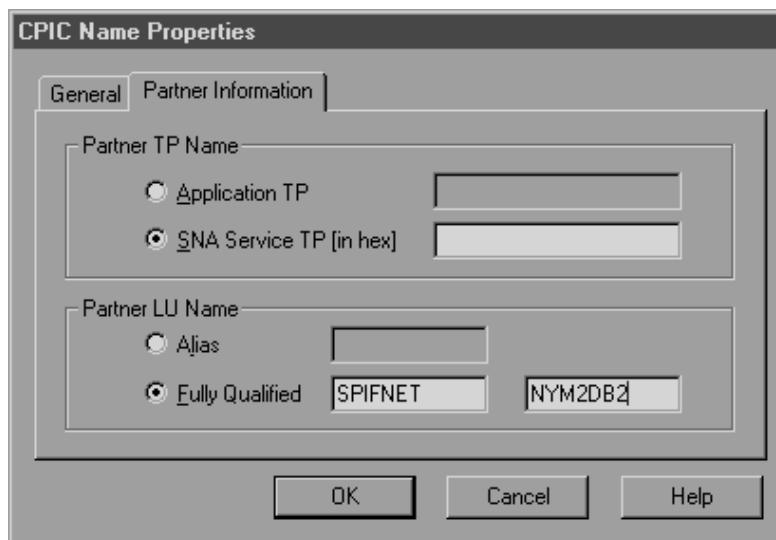 CPIC Name Properties
General Partner Information
Partner TP Name
Application TP
SNA Service TP [in hex]
Partner LU Name
Alias
Fully Qualified SPIFNET NYM2DB2
OK Cancel Help